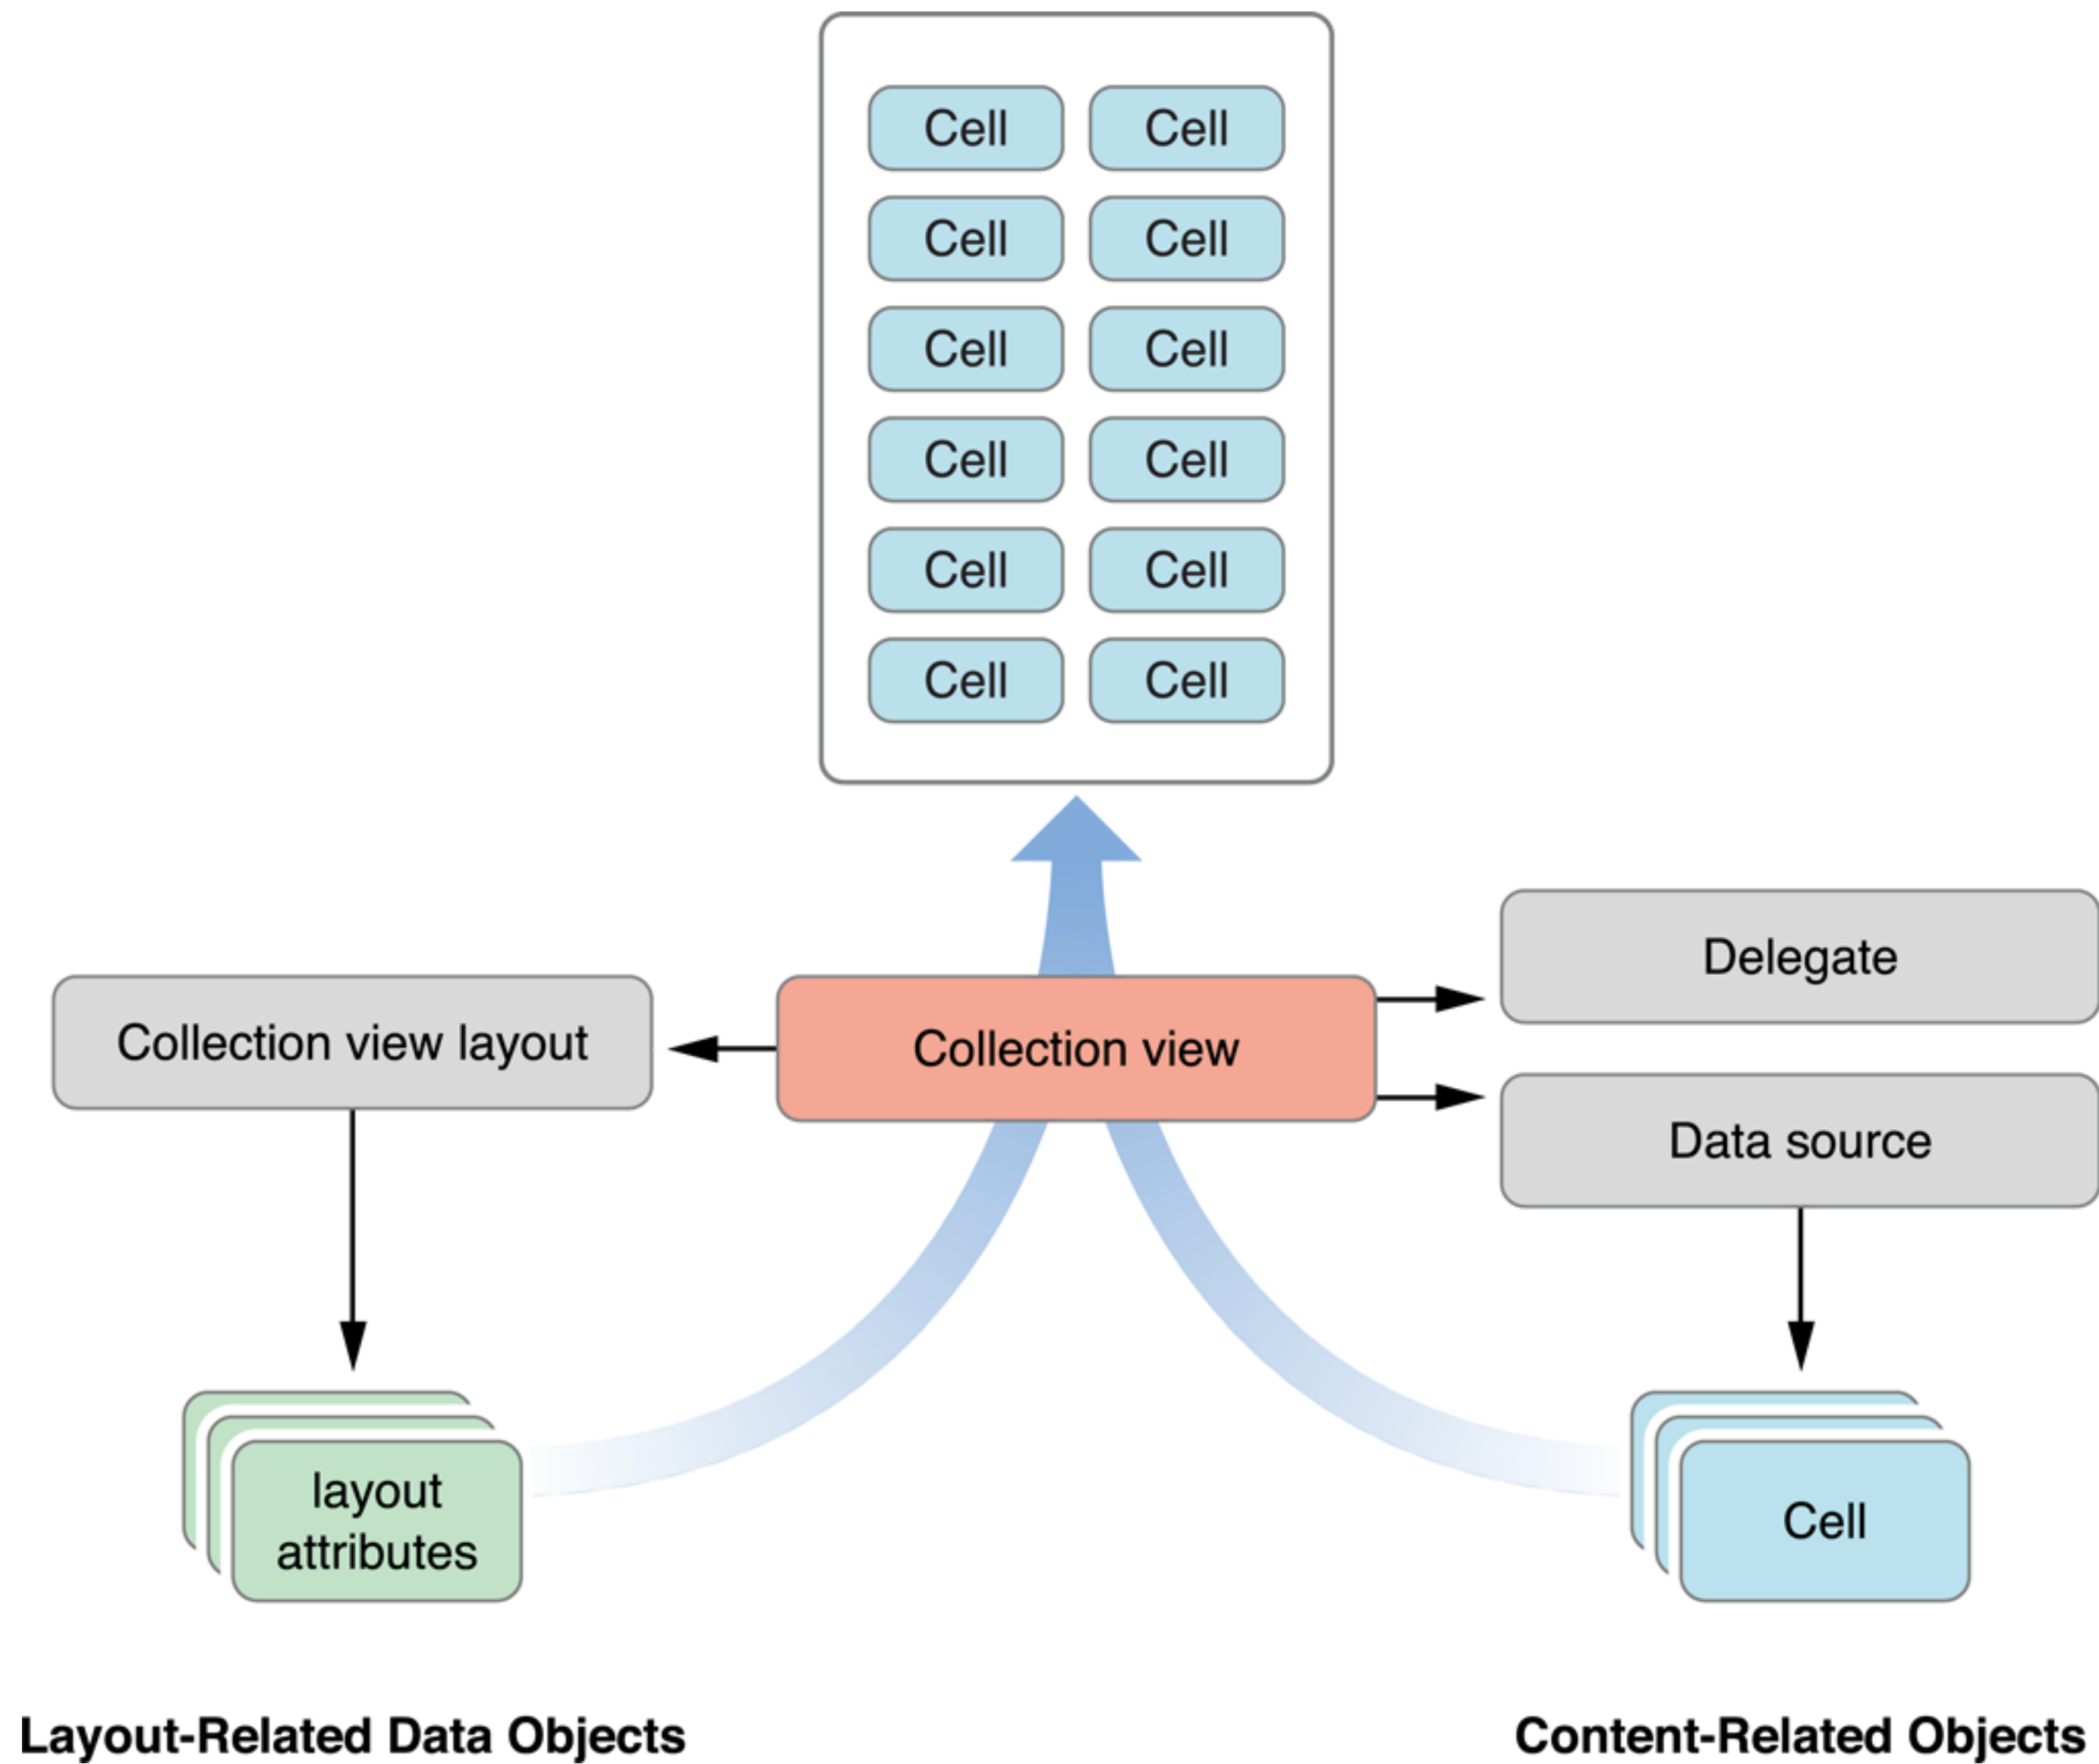 Cell Cell
Cell Cell
Cell Cell
Cell Cell
Cell Cell
Cell Cell
Delegate
Collection view layout
Collection view
Data source
layout
attributes
Cell
Layout-Related Data Objects
Content-Related Objects